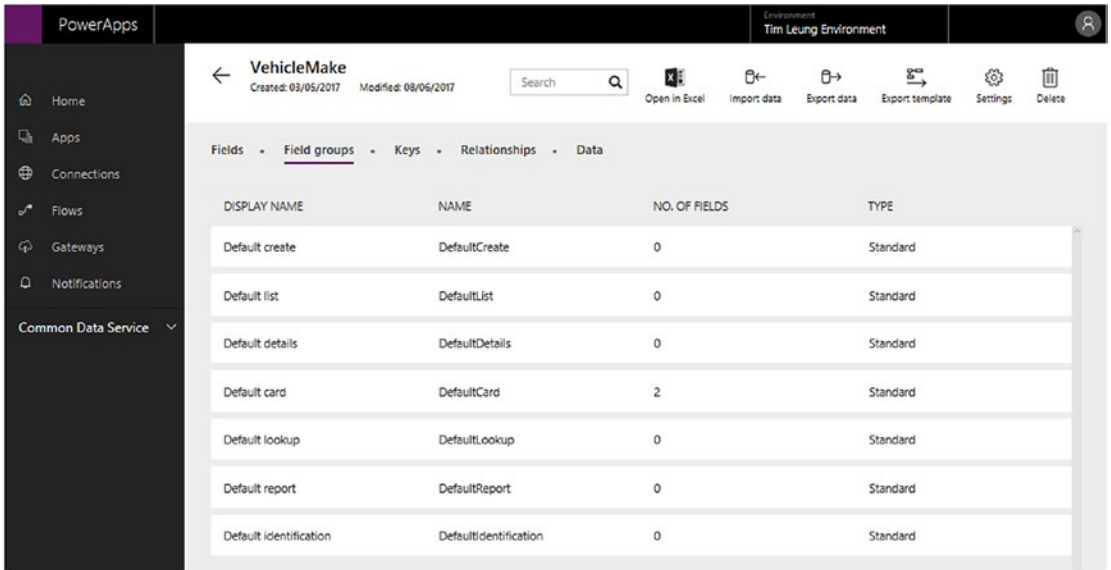 PowerApps
Environment
Tim Leung Environment
Home
Apps
Connections
Flows
Gateways
Notifications
Common Data Service
VehicleMake
Created: 03/05/2017 Modified: 08/06/2017
Search
Open in Excel Import data Export data Export template Settings Delete
Fields Field groups Keys Relationships Data
DISPLAY NAME NAME NO. OF FIELDS TYPE
Default create DefaultCreate 0 Standard
Default list DefaultList 0 Standard
Default details DefaultDetails 0 Standard
Default card DefaultCard 2 Standard
Default lookup DefaultLookup 0 Standard
Default report DefaultReport 0 Standard
Default identification DefaultIdentification 0 Standard